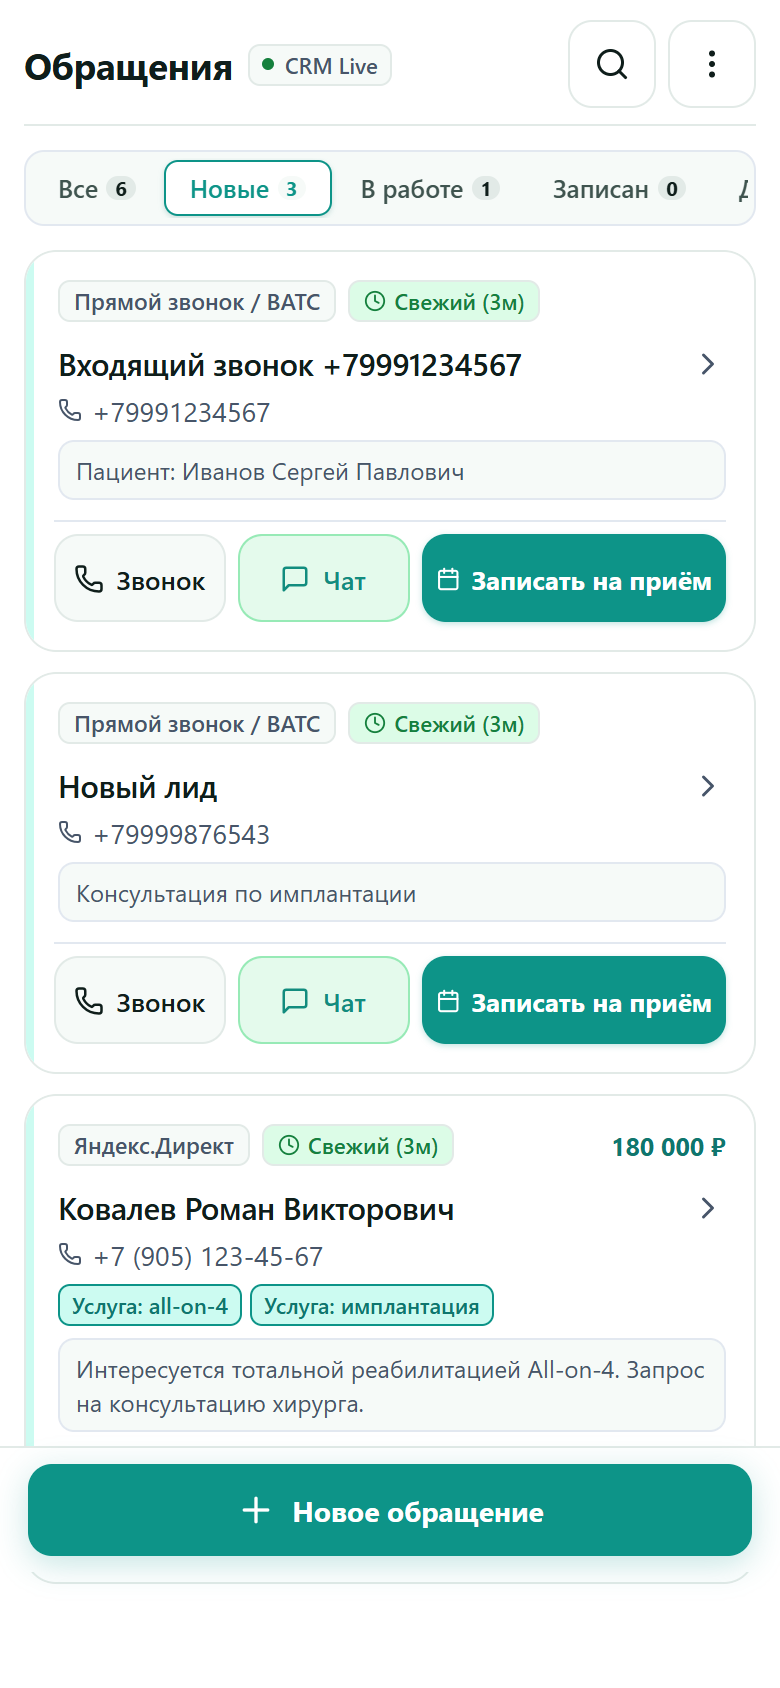 Обращения
CRM Live
Все 6
Новые 3
В работе 1
Записан 0
Прямой звонок / ВАТС
Свежий (3м)
Входящий звонок +79991234567
+79991234567
Пациент: Иванов Сергей Павлович
Звонок
Чат
Записать на приём
Прямой звонок / ВАТС
Свежий (3м)
Новый лид
+79999876543
Консультация по имплантации
Звонок
Чат
Записать на приём
Яндекс.Директ
Свежий (3м)
180 000 ₽
Ковалев Роман Викторович
+7 (905) 123-45-67
Услуга: all-on-4
Услуга: имплантация
Интересуется тотальной реабилитацией All-on-4. Запрос
на консультацию хирурга.
Новое обращение